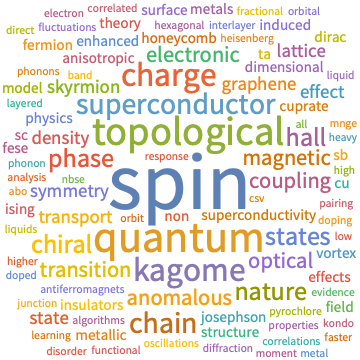 electron correlated surface metals fractional orbital
fluctuations theory hexagonal interlayer induced
direct honeycomb heisenberg dirac
phonons fermion enhanced electronic ta lattice
band anisotropic dimensional liquid
model skyrmion charge graphene effect
layered superconductor cuprate
physics topological all mnge
phonon sc density hall heavy
fese phase response magnetic sb
analysis nbse spin coupling high
abo symmetry csv cu pairing
ising orbit non superconductivity doping
liquids transport quantum states low
chiral kagome optical vortex
higher transition effects
doped antiferromagnets anomalous nature evidence
junction insulators chain pyrochlore field
state josephson properties kondo
learning algorithms metallic structure correlations faster
disorder functional oscillations diffraction moment metal